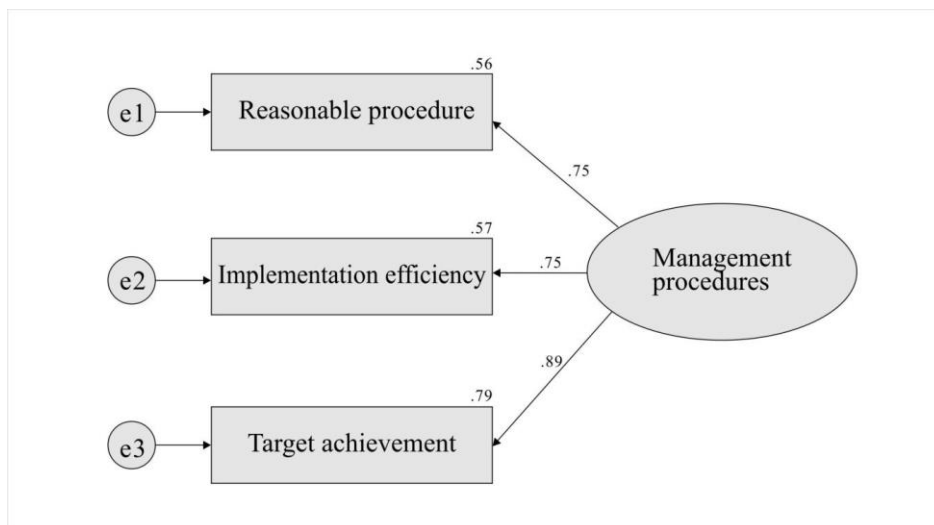 .56
e1
Reasonable procedure
.75
.57
e2
Implementation efficiency
.75
Management
procedures
.89
.79
e3
Target achievement